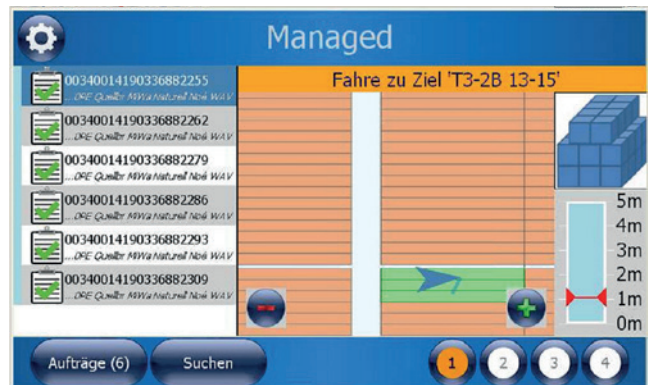 Managed
Fahre zu Ziel 'T3-2B 13-15'
00340014190336882255
00340014190336882262
00340014190336882279
00340014190336882286
00340014190336882293
00340014190336882309
5m
4m
3m
2m
1m
0m
Aufträge (6)
Suchen
1
2
3
4